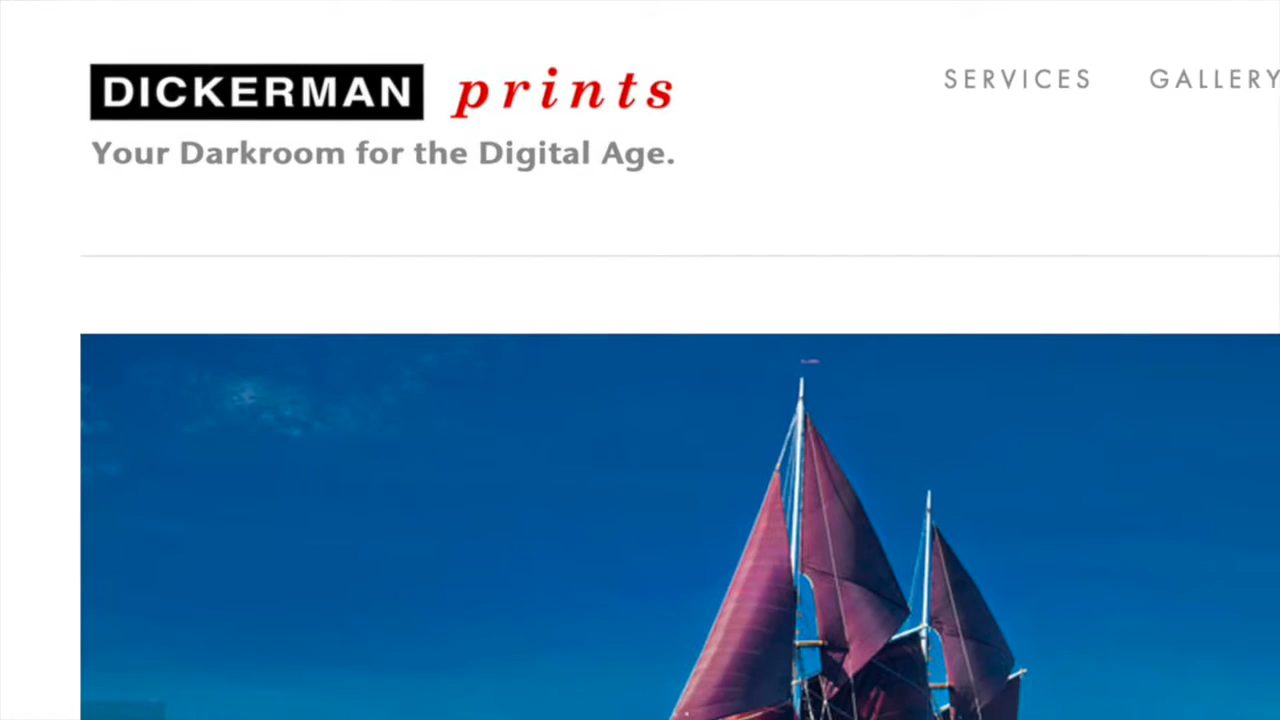 DICKERMAN prints
SERVICES GALLERY
Your Darkroom for the Digital Age.